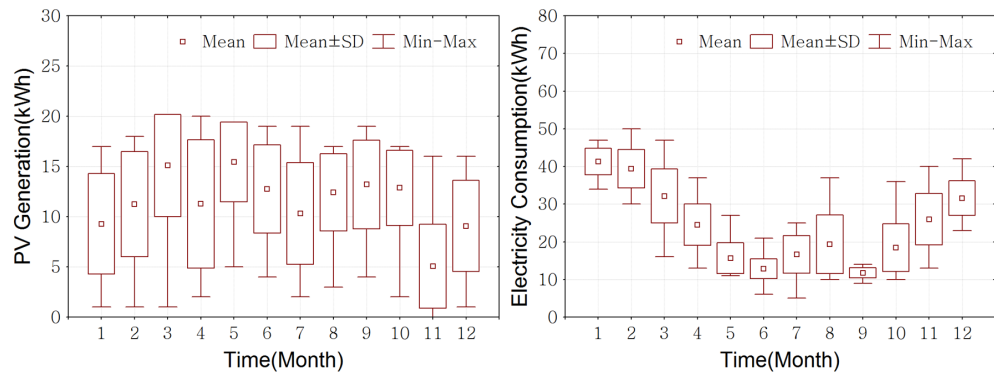 30
25
20
15
10
5
0
PV Generation(kWh)
Mean Mean±SD Min-Max
1 2 3 4 5 6 7 8 9 10 11 12
Time(Month)
80
70
60
50
40
30
20
10
0
Electricity Consumption(kWh)
Mean Mean±SD Min-Max
1 2 3 4 5 6 7 8 9 10 11 12
Time(Month)